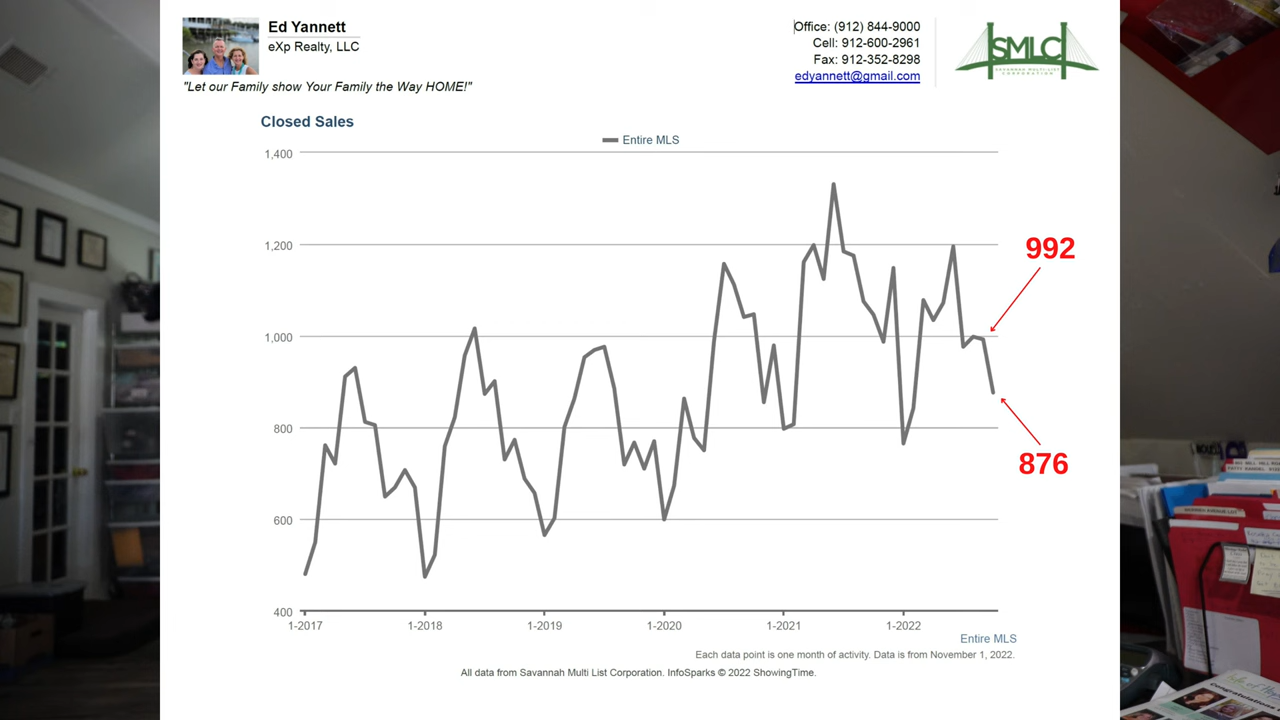 Ed Yannett
eXp Realty, LLC
"Let our Family show Your Family the Way HOME!"
Office: (912) 844-9000
Cell: 912-600-2961
Fax: 912-352-8298
edyannett@gmail.com
SMLC
SAVANNAH MULTI-LIST
CORPORATION
Closed Sales
Entire MLS
1,400
1,200
1,000
800
600
400
1-2017
1-2018
1-2019
1-2020
1-2021
1-2022
992
876
Entire MLS
Each data point is one month of activity. Data is from November 1, 2022.
All data from Savannah Multi List Corporation. InfoSparks © 2022 ShowingTime.